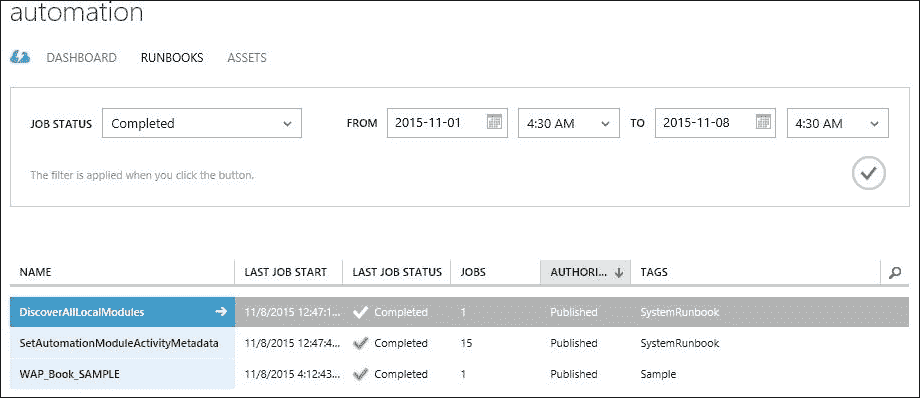 automation
DASHBOARD RUNBOOKS ASSETS
JOB STATUS Completed FROM 2015-11-01 4:30 AM TO 2015-11-08 4:30 AM
The filter is applied when you click the button.
NAME LAST JOB START LAST JOB STATUS JOBS AUTHORI... TAGS
DiscoverAllLocalModules 11/8/2015 12:47:1... Completed 1 Published SystemRunbook
SetAutomationModuleActivityMetadata 11/8/2015 12:47:4... Completed 15 Published SystemRunbook
WAP_Book_SAMPLE 11/8/2015 4:12:43... Completed 1 Published Sample